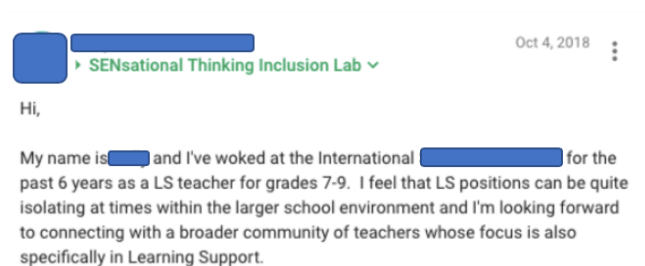 Oct 4, 2018
SENsational Thinking Inclusion Lab
Hi,
My name is and I've woked at the International for the
past 6 years as a LS teacher for grades 7-9. I feel that LS positions can be quite
isolating at times within the larger school environment and I'm looking forward
to connecting with a broader community of teachers whose focus is also
specifically in Learning Support.